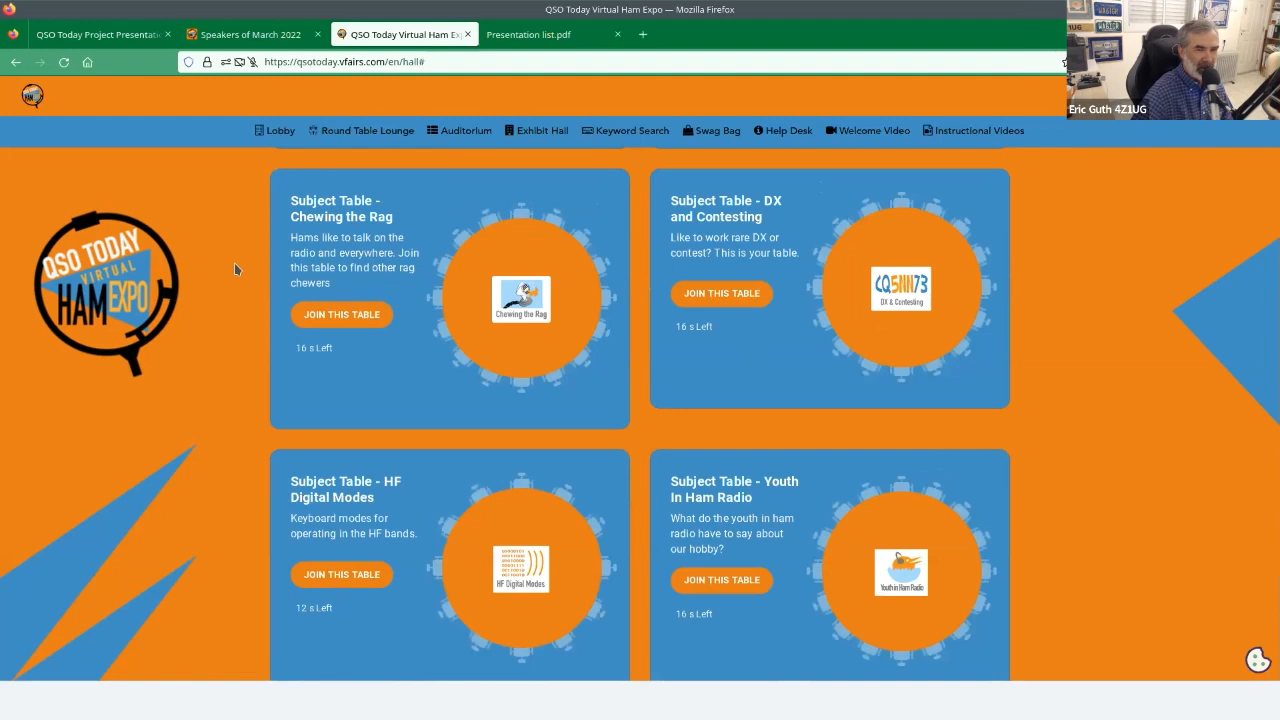 QSO Today Virtual Ham Expo — Mozilla Firefox
QSO Today Project Presentat
Speakers of March 2022
QSO Today Virtual Ham Ex
Presentation list.pdf
https://qsotoday.vfairs.com/en/hall#
Eric Guth 4Z1UG
Lobby
Round Table Lounge
Auditorium
Exhibit Hall
Keyword Search
Swag Bag
Help Desk
Welcome Video
Instructional Videos
QSO TODAY
VIRTUAL
HAM EXPO
Subject Table -
Chewing the Rag
Hams like to talk on the
radio and everywhere. Join
this table to find other rag
chewers
JOIN THIS TABLE
16 s Left
Chewing the Rag
Subject Table - DX
and Contesting
Like to work rare DX or
contest? This is your table.
JOIN THIS TABLE
16 s Left
CQ5NN73
DX & Contesting
Subject Table - HF
Digital Modes
Keyboard modes for
operating in the HF bands.
JOIN THIS TABLE
12 s Left
HF Digital Modes
Subject Table - Youth
In Ham Radio
What do the youth in ham
radio have to say about
our hobby?
JOIN THIS TABLE
16 s Left
Youth in Ham Radio